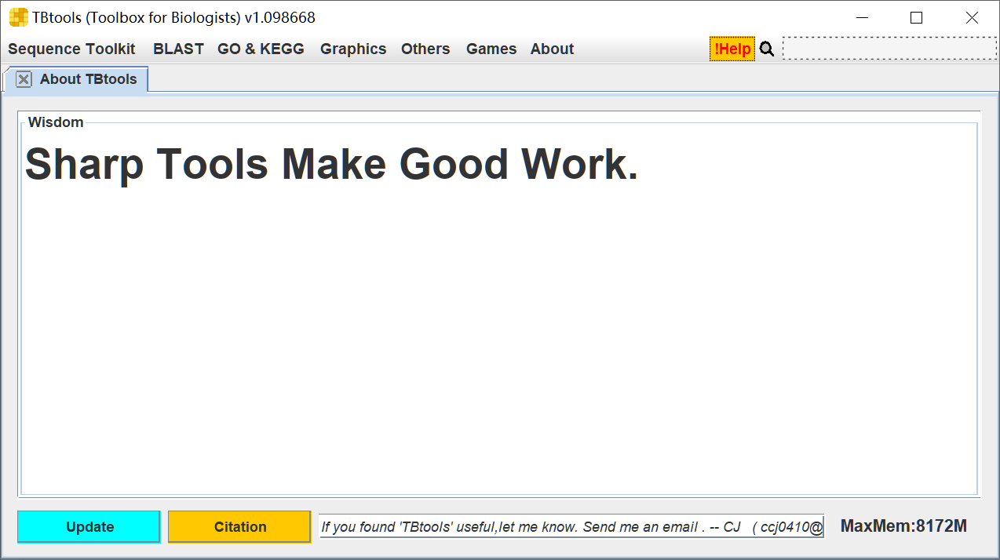 TBtools (Toolbox for Biologists) v1.098668
Sequence Toolkit BLAST GO & KEGG Graphics Others Games About !Help
About TBtools
Wisdom
Sharp Tools Make Good Work.
Update Citation If you found 'TBtools' useful,let me know. Send me an email . -- CJ ( ccj0410@ MaxMem:8172M